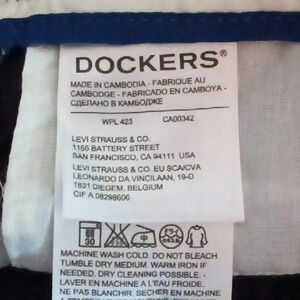 DOCKERS®
MADE IN CAMBODIA - FABRIQUE AU
CAMBODGE - FABRICADO EN CAMBOYA -
СДЕЛАНО В КАМБОДЖЕ
WPL 423 CA00342
LEVI STRAUSS & CO.
1155 BATTERY STREET
SAN FRANCISCO, CA 94111 USA
LEVI STRAUSS & CO. EU SCA/CVA
LEONARDO DA VINCILAAN, 19-D
1831 DIEGEM, BELGIUM
CIF A 08298606
30
MACHINE WASH COLD. DO NOT BLEACH.
TUMBLE DRY MEDIUM. WARM IRON IF
NEEDED. DRY CLEANING POSSIBLE. -
LAVER EN MACHINE À L'EAU FROIDE.
NE PAS BLANCHIR. SÉCHER EN MACHINE